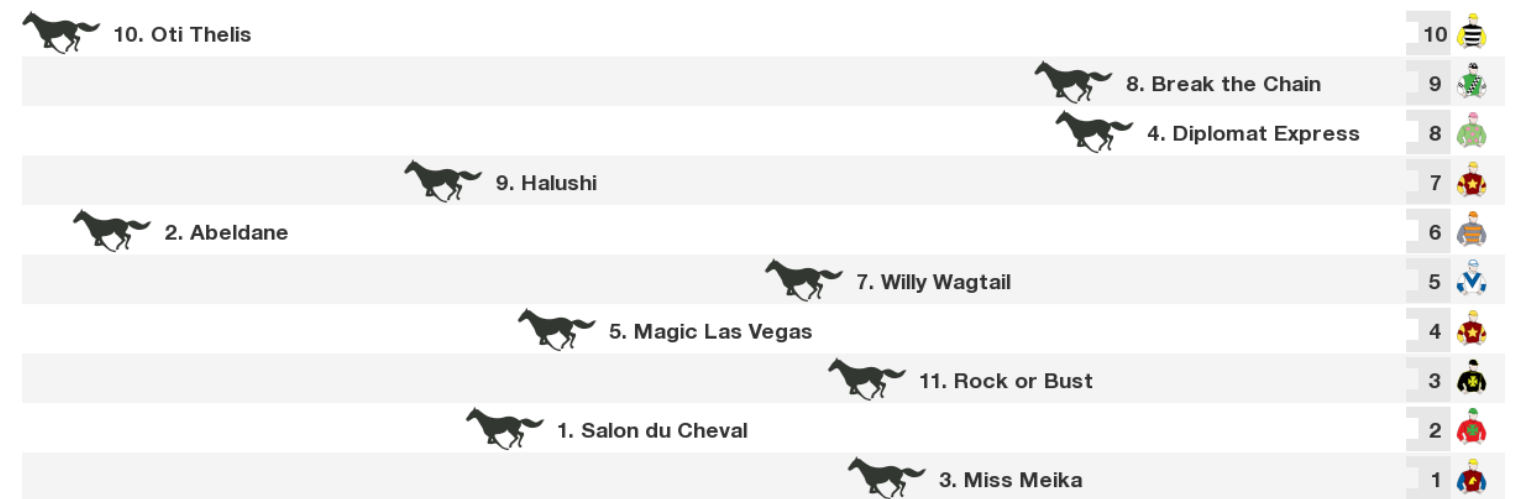 10. Oti Thelis 10
8. Break the Chain 9
4. Diplomat Express 8
9. Halushi 7
2. Abeldane 6
7. Willy Wagtail 5
5. Magic Las Vegas 4
11. Rock or Bust 3
1. Salon du Cheval 2
3. Miss Meika 1